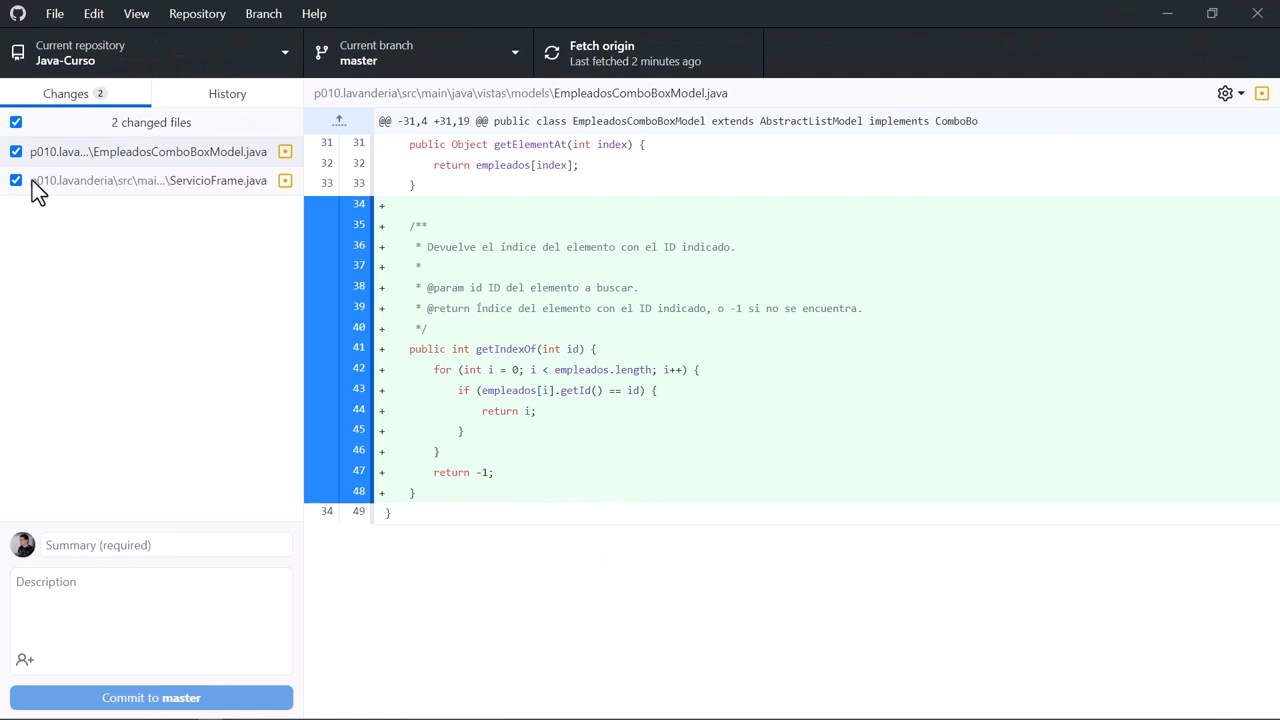 File Edit View Repository Branch Help
Current repository
Java-Curso
Current branch
master
Fetch origin
Last fetched 2 minutes ago
Changes 2
History
p010.lavanderia\src\main\java\vistas\models\EmpleadosComboBoxModel.java
2 changed files
p010.lava...\EmpleadosComboBoxModel.java
p010.lavanderia\src\mai...\ServicioFrame.java
@@ -31,4 +31,19 @@ public class EmpleadosComboBoxModel extends AbstractListModel implements ComboBo
31 31 public Object getElementAt(int index) {
32 32 return empleados[index];
33 33 }
34 +
35 + /**
36 + * Devuelve el índice del elemento con el ID indicado.
37 + *
38 + * @param id ID del elemento a buscar.
39 + * @return Índice del elemento con el ID indicado, o -1 si no se encuentra.
40 + */
41 + public int getIndexOf(int id) {
42 + for (int i = 0; i < empleados.length; i++) {
43 + if (empleados[i].getId() == id) {
44 + return i;
45 + }
46 + }
47 + return -1;
48 + }
34 49 }
Summary (required)
Description
Commit to master